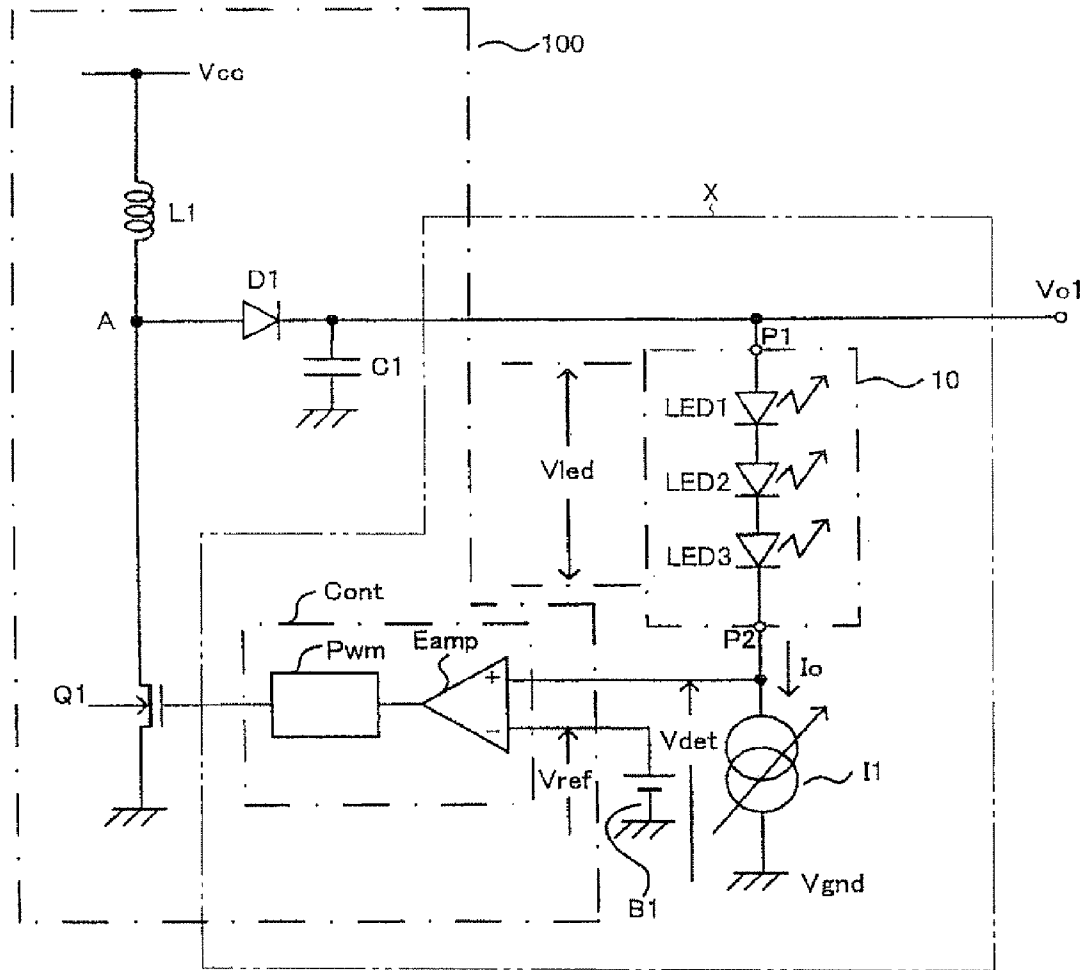 100
Vcc
L1
X
D1
Vo1
A
P1
C1
10
LED1
Vled
LED2
LED3
Cont
P2
Eamp
Pwm
Io
Q1
+
−
Vdet
Vref
I1
Vgnd
B1